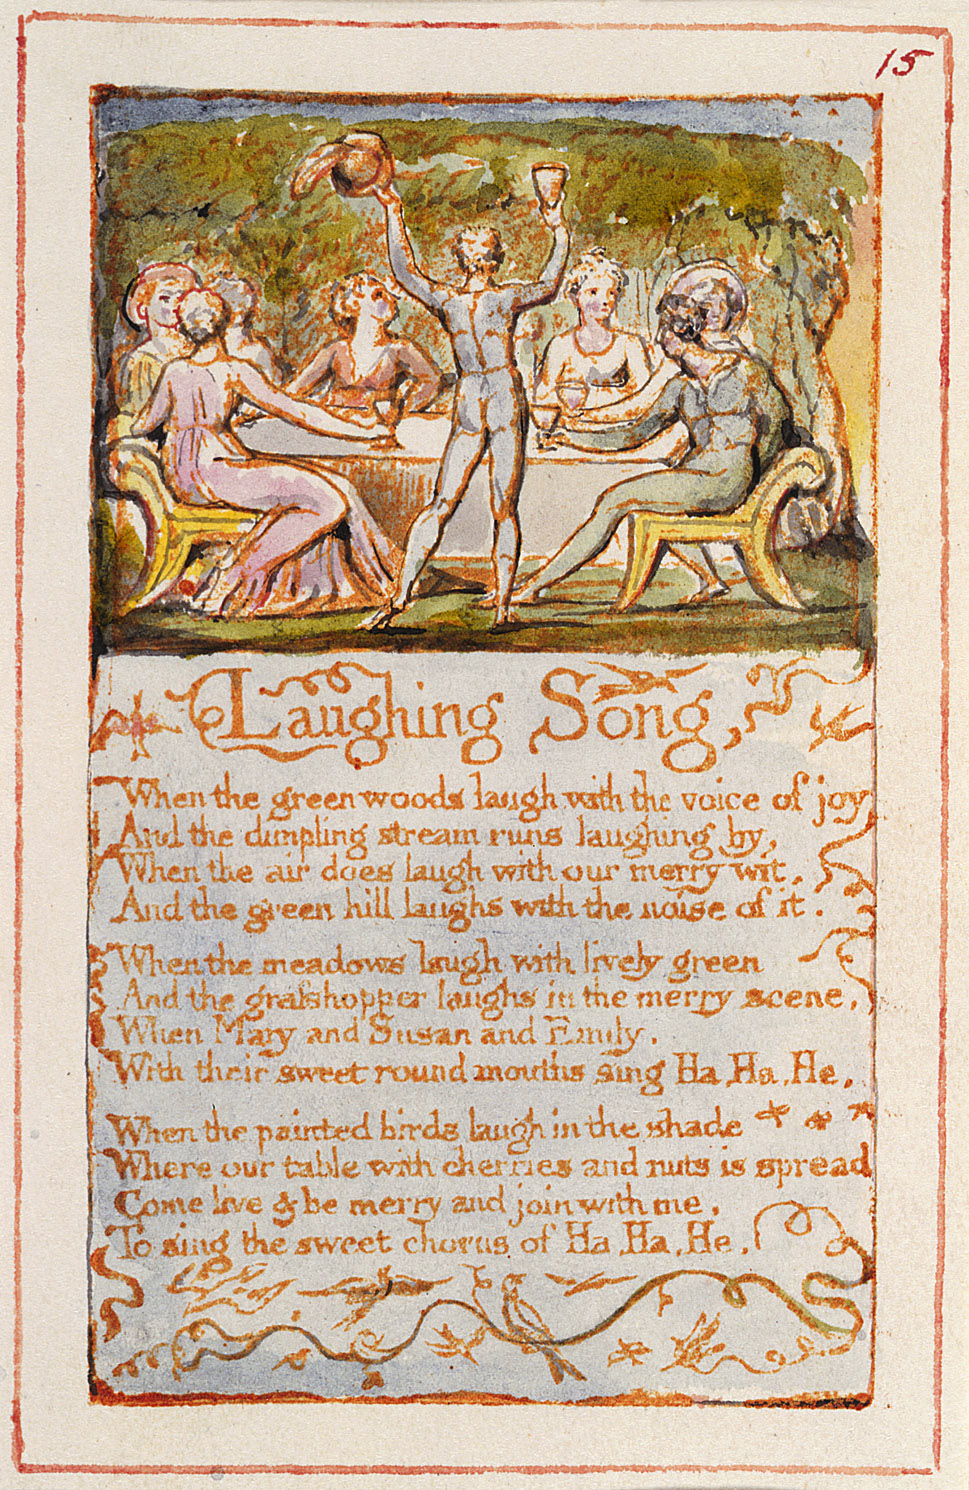 15
Laughing Song,
When the green woods laugh with the voice of joy
And the dimpling stream runs laughing by,
When the air does laugh with our merry wit,
And the green hill laughs with the noise of it.
When the meadows laugh with lively green
And the graſshopper laughs in the merry scene,
When Mary and Susan and Emily,
With their sweet round mouths sing Ha, Ha, He,
When the painted birds laugh in the shade
Where our table with cherries and nuts is spread
Come live & be merry and join with me,
To sing the sweet chorus of Ha, Ha, He,